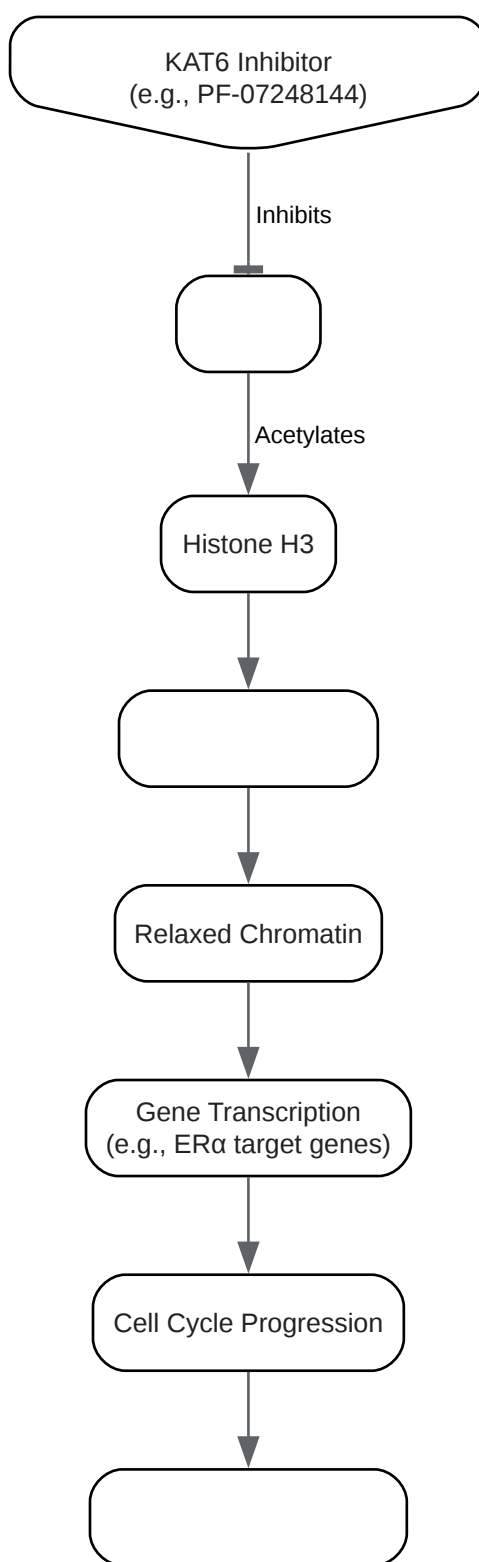 KAT6 Inhibitor
(e.g., PF-07248144)
Inhibits
Acetylates
Histone H3
Relaxed Chromatin
Gene Transcription
(e.g., ERα target genes)
Cell Cycle Progression